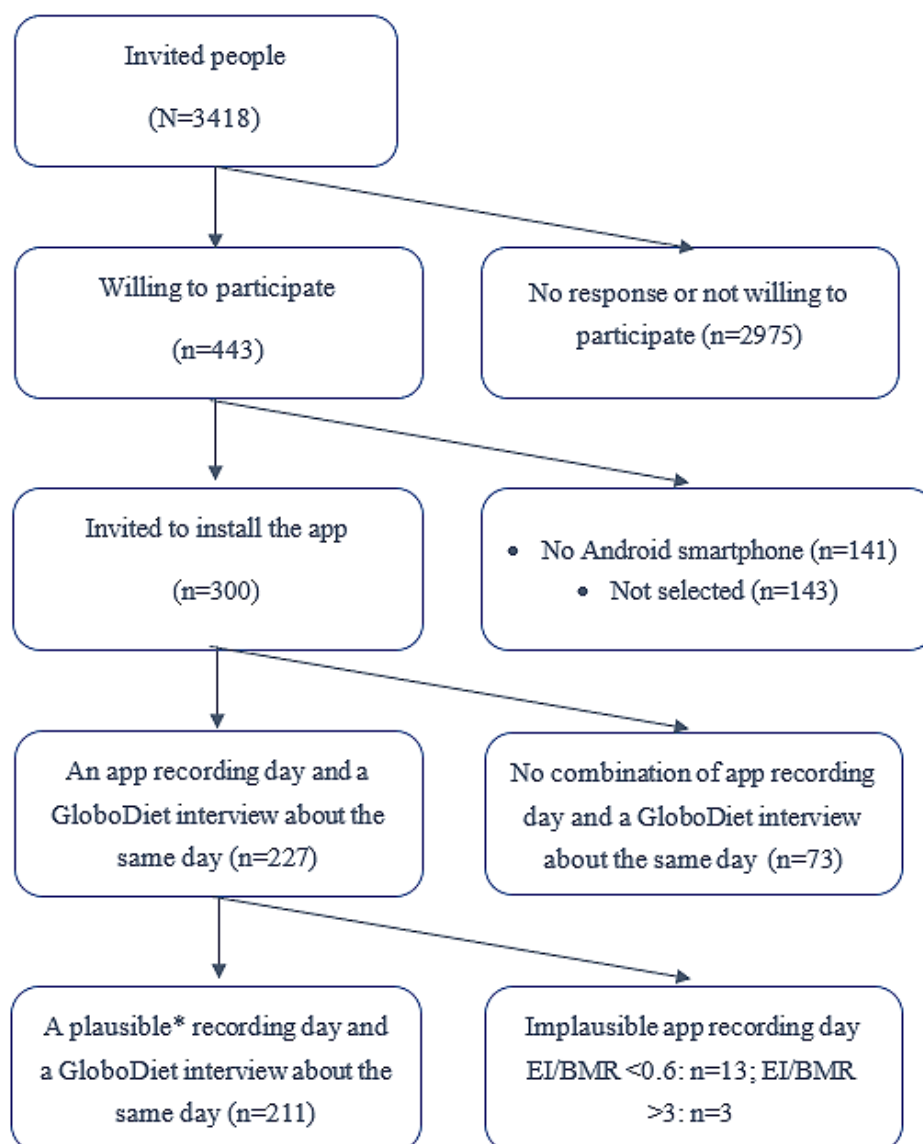 Invited people
(N=3418)
Willing to participate
(n=443)
No response or not willing to
participate (n=2975)
Invited to install the app
(n=300)
• No Android smartphone (n=141)
• Not selected (n=143)
An app recording day and a
GloboDiet interview about the
same day (n=227)
No combination of app recording
day and a GloboDiet interview
about the same day (n=73)
A plausible* recording day and
a GloboDiet interview about the
same day (n=211)
Implausible app recording day
EI/BMR <0.6: n=13; EI/BMR
>3: n=3